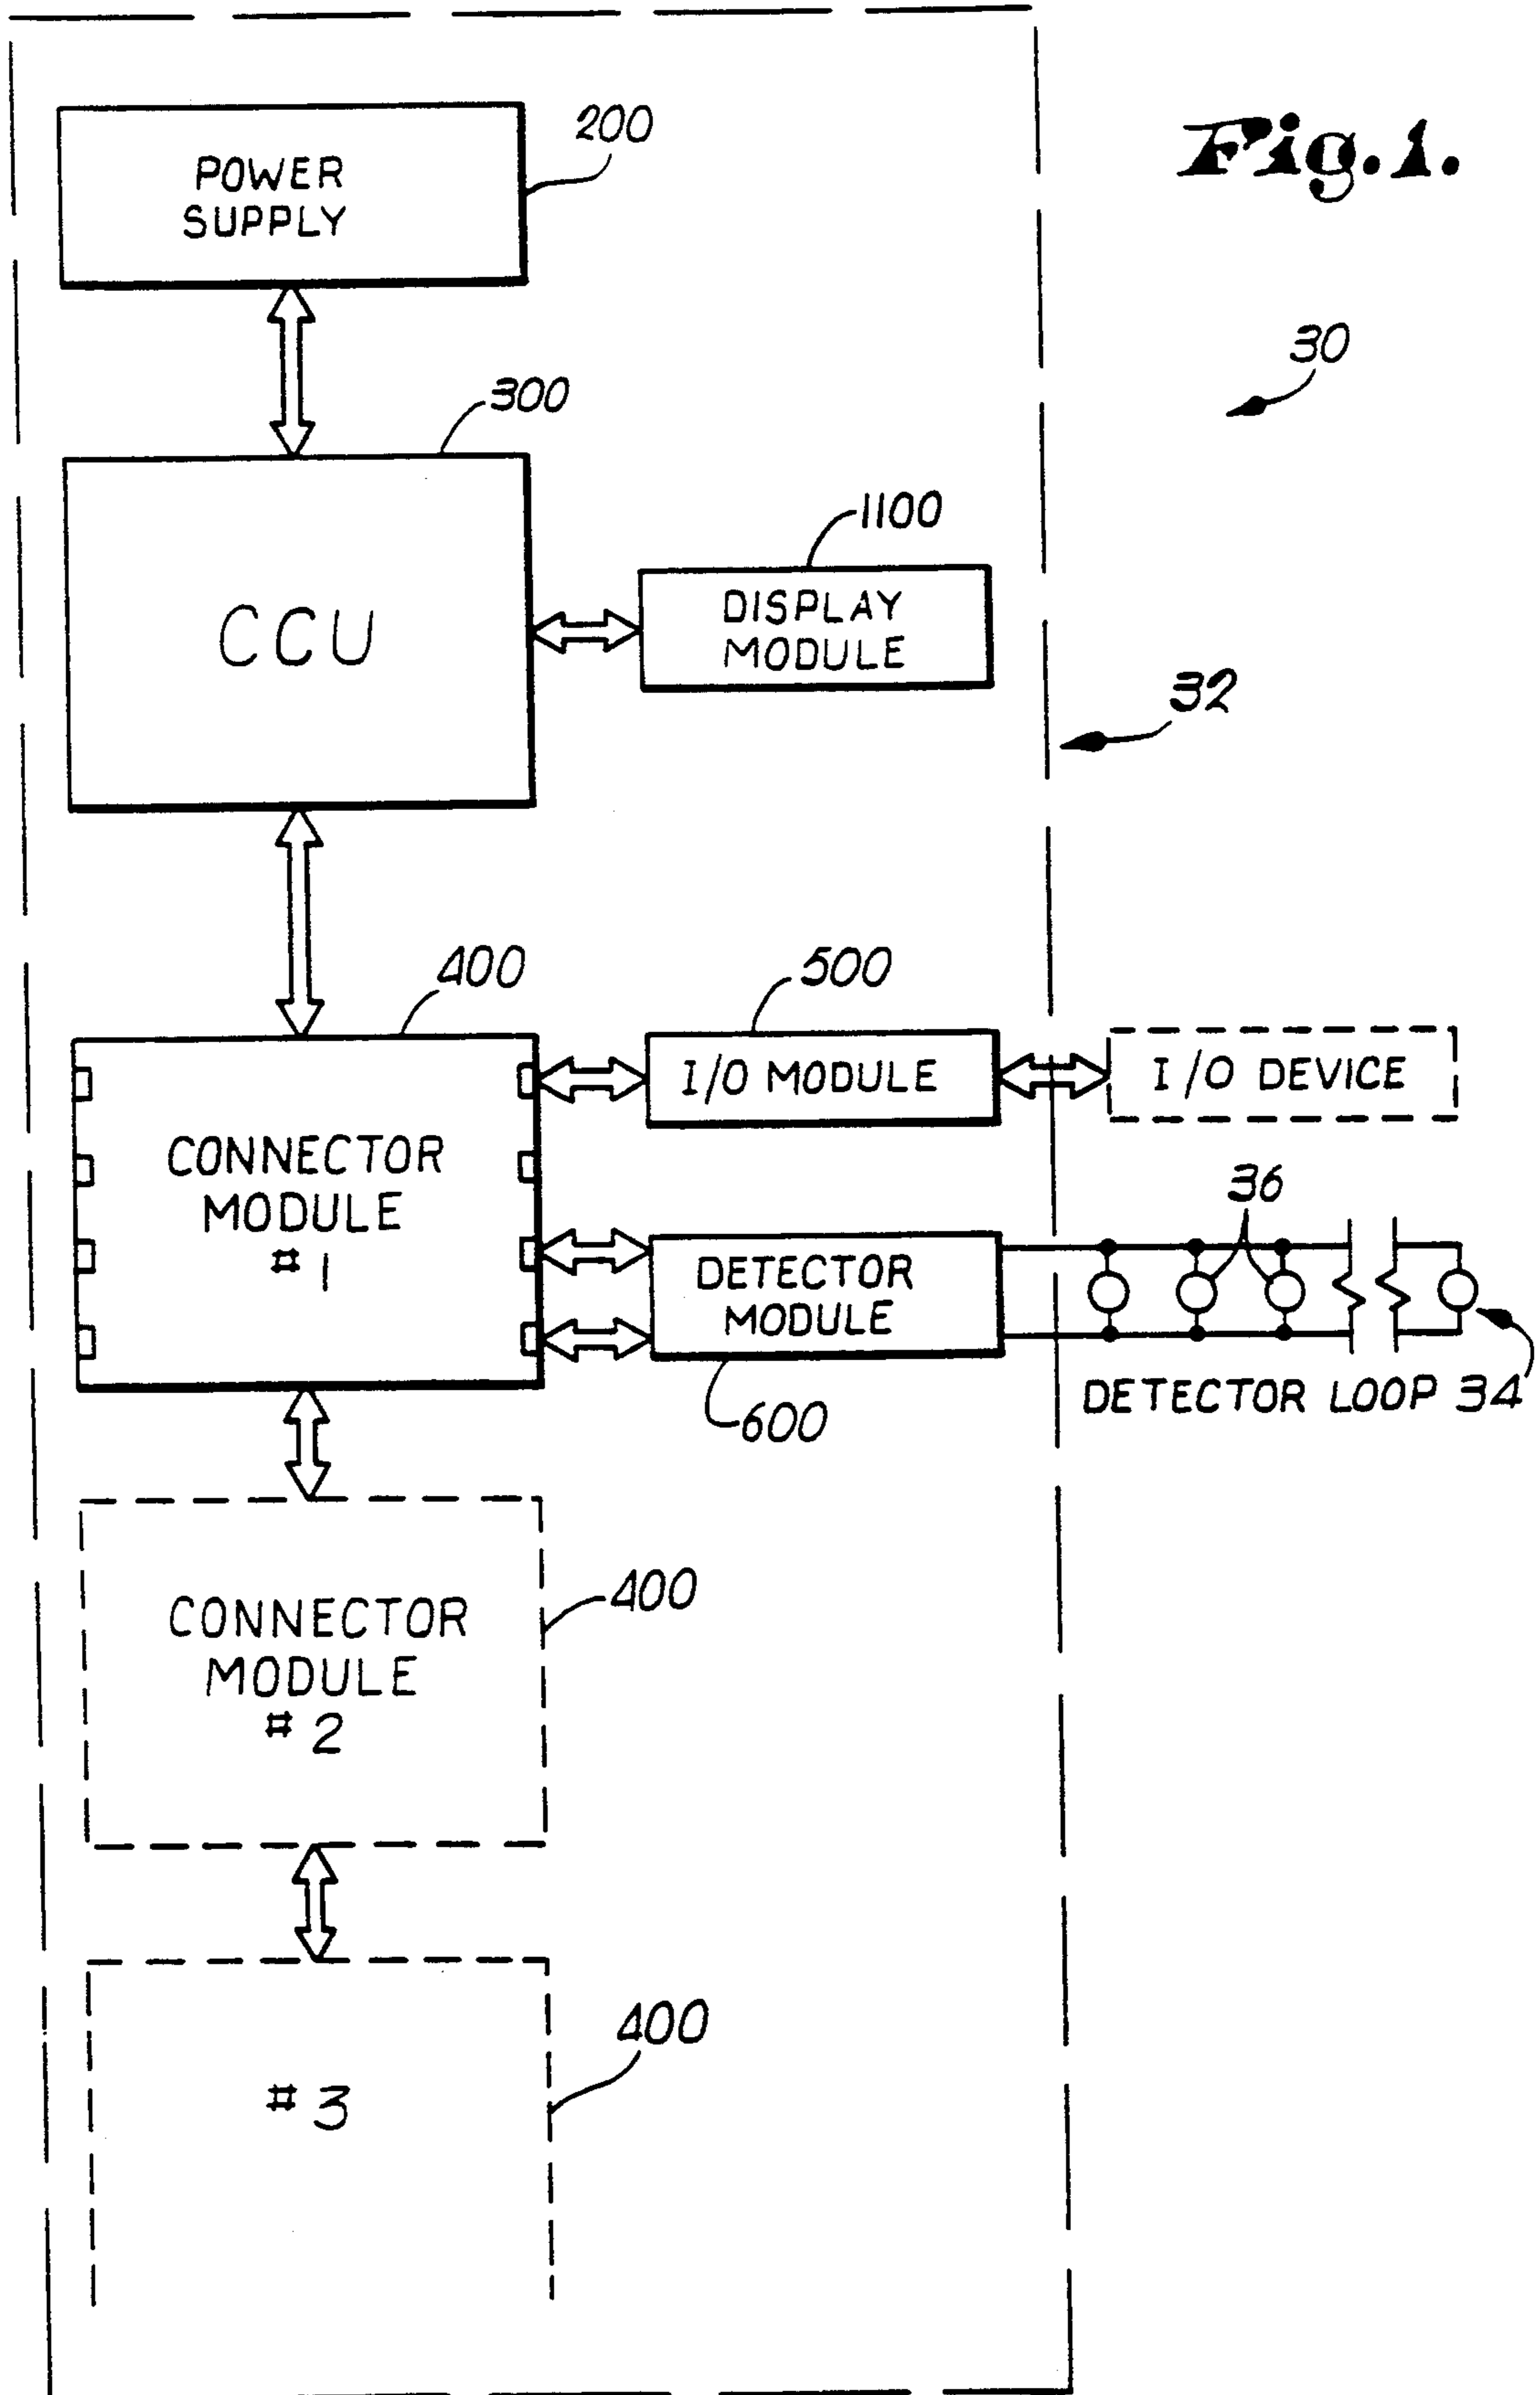 Fig.1.
200
POWER
SUPPLY
30
300
1100
CCU
DISPLAY
MODULE
32
400
500
I/O MODULE
I/O DEVICE
CONNECTOR
MODULE
#1
36
DETECTOR
MODULE
DETECTOR LOOP 34
600
CONNECTOR
MODULE
#2
400
#3
400